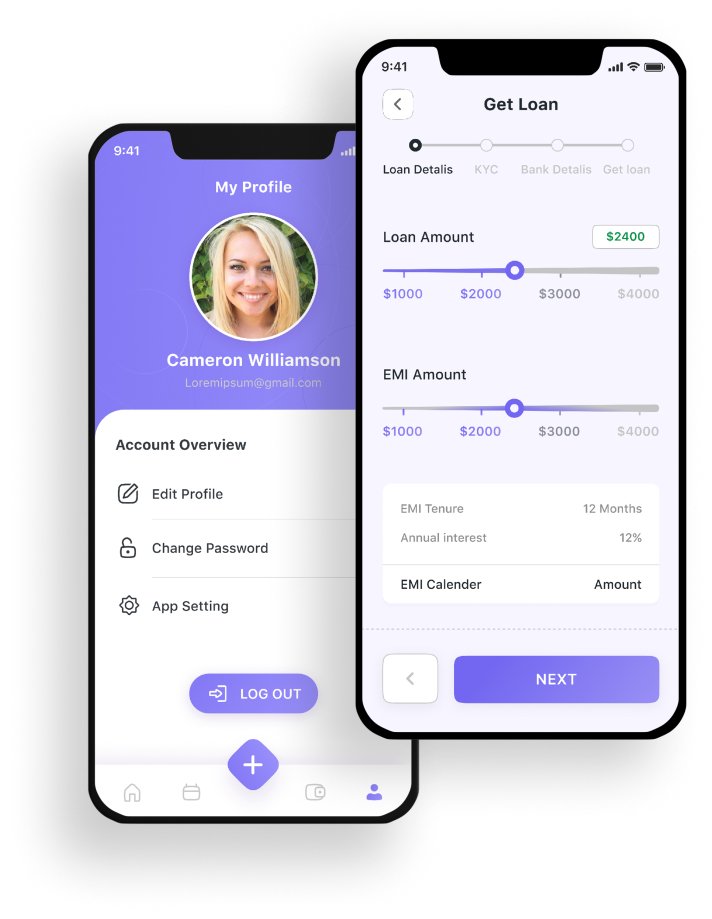 9:41
My Profile
Cameron Williamson
Loremipsum@gmail.com
Account Overview
Edit Profile
Change Password
App Setting
LOG OUT
9:41
Get Loan
Loan Detalis KYC Bank Detalis Get loan
Loan Amount $2400
$1000 $2000 $3000 $4000
EMI Amount
$1000 $2000 $3000 $4000
EMI Tenure 12 Months
Annual interest 12%
EMI Calender Amount
NEXT